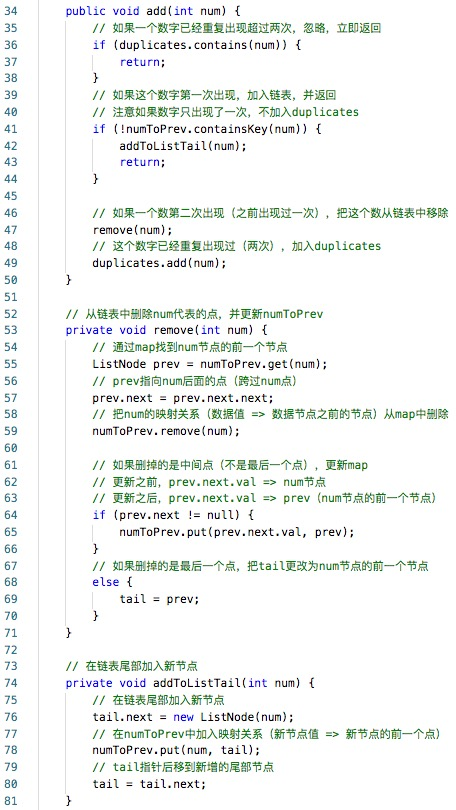 34 public void add(int num) {
35 // 如果一个数字已经重复出现超过两次，忽略，立即返回
36 if (duplicates.contains(num)) {
37 return;
38 }
39 // 如果这个数字第一次出现，加入链表，并返回
40 // 注意如果数字只出现了一次，不加入duplicates
41 if (!numToPrev.containsKey(num)) {
42 addToListTail(num);
43 return;
44 }
45
46 // 如果一个数第二次出现（之前出现过一次），把这个数从链表中移除
47 remove(num);
48 // 这个数字已经重复出现过（两次），加入duplicates
49 duplicates.add(num);
50 }
51
52 // 从链表中删除num代表的点，并更新numToPrev
53 private void remove(int num) {
54 // 通过map找到num节点的前一个节点
55 ListNode prev = numToPrev.get(num);
56 // prev指向num后面的点（跨过num点）
57 prev.next = prev.next.next;
58 // 把num的映射关系（数据值 => 数据节点之前的节点）从map中删除
59 numToPrev.remove(num);
60
61 // 如果删掉的是中间点（不是最后一个点），更新map
62 // 更新之前，prev.next.val => num节点
63 // 更新之后，prev.next.val => prev（num节点的前一个节点）
64 if (prev.next != null) {
65 numToPrev.put(prev.next.val, prev);
66 }
67 // 如果删掉的是最后一个点，把tail更改为num节点的前一个节点
68 else {
69 tail = prev;
70 }
71 }
72
73 // 在链表尾部加入新节点
74 private void addToListTail(int num) {
75 // 在链表尾部加入新节点
76 tail.next = new ListNode(num);
77 // 在numToPrev中加入映射关系（新节点值 => 新节点的前一个点）
78 numToPrev.put(num, tail);
79 // tail指针后移到新增的尾部节点
80 tail = tail.next;
81 }